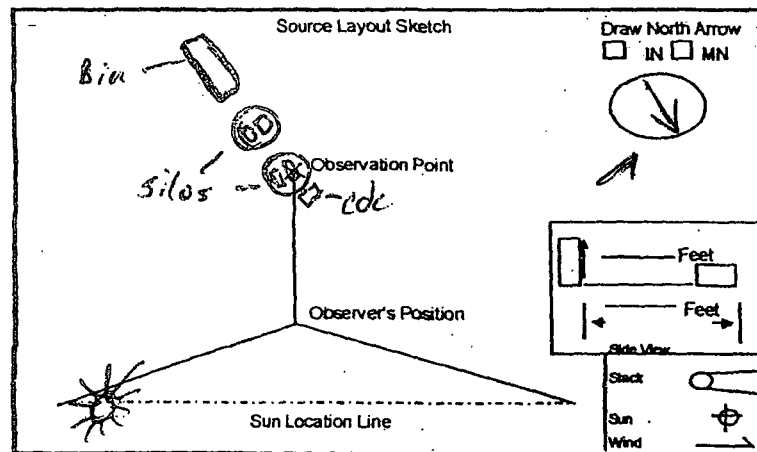 Source Layout Sketch
Draw North Arrow
IN MN
Bin
Observation Point
Silos
cdc
Feet
Observer's Position
Feet
Side View
Stack
Sun Location Line
Sun
Wind